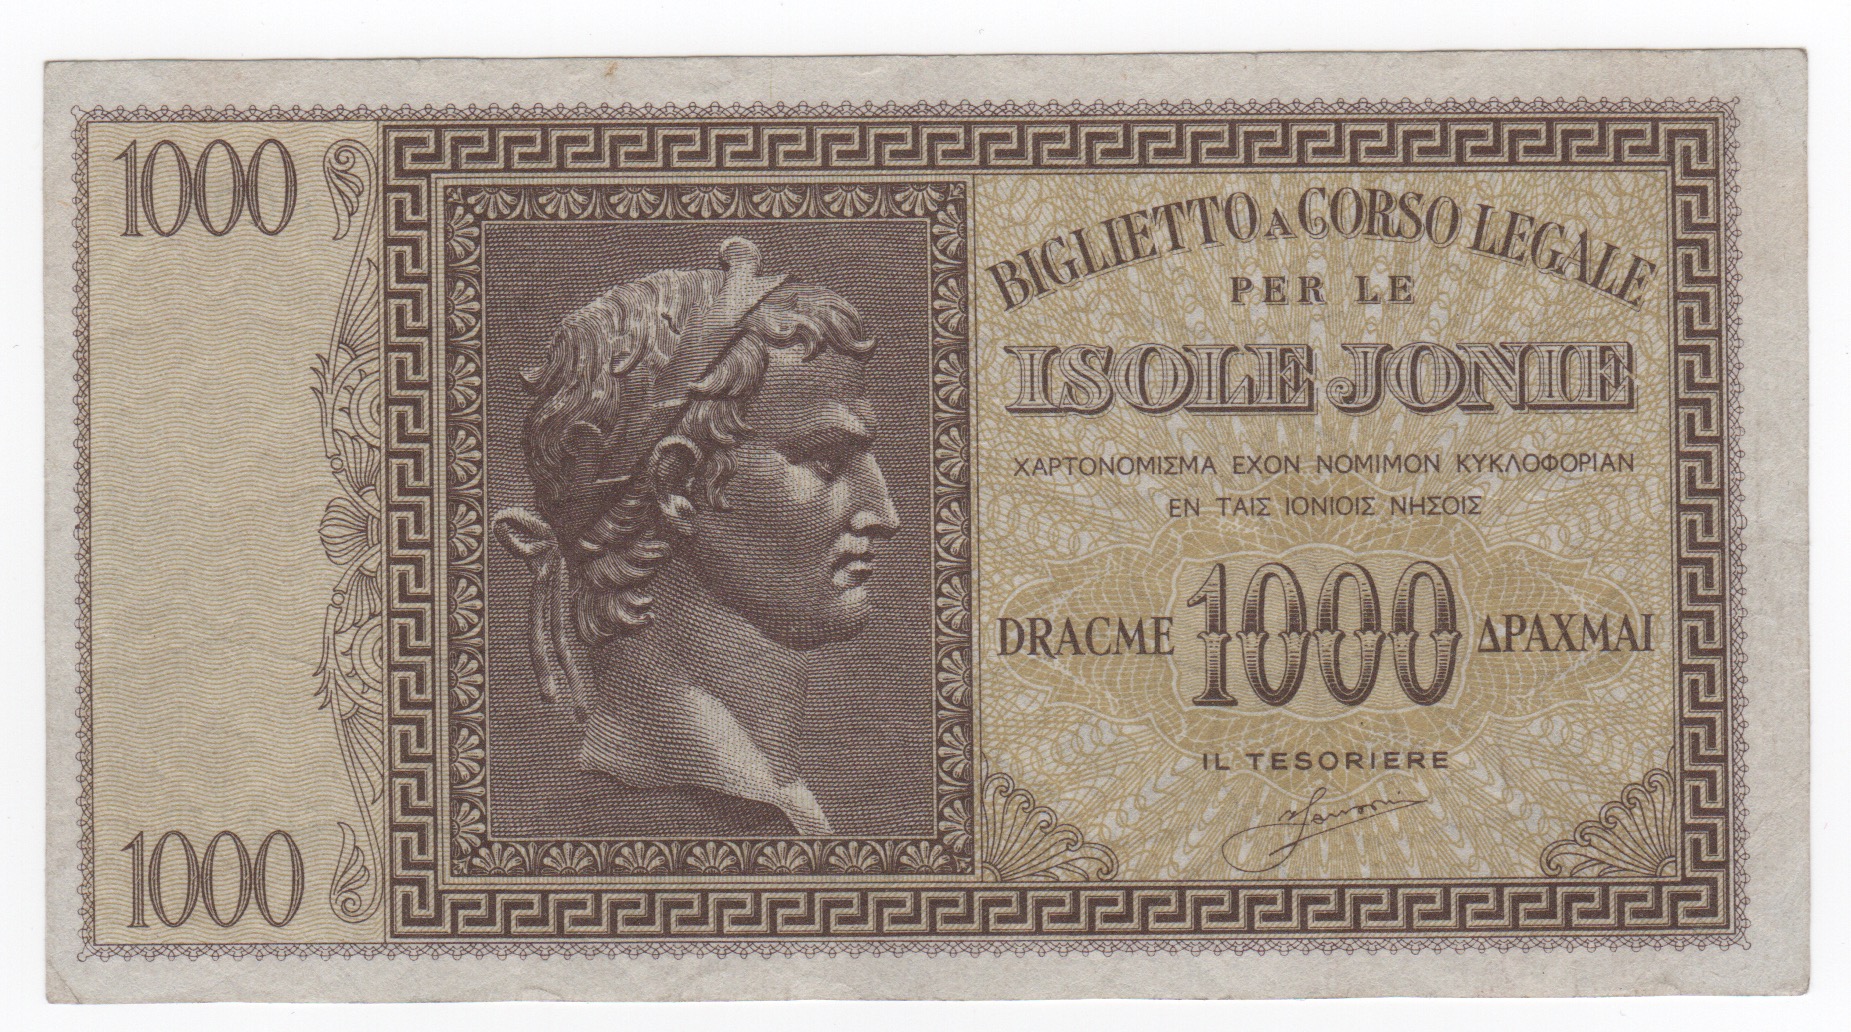 1000
BIGLIETTO A CORSO LEGALE
PER LE
ISOLE JONIE
ΧΑΡΤΟΝΟΜΙΣΜΑ ΕΧΟΝ ΝΟΜΙΜΟΝ ΚΥΚΛΟΦΟΡΙΑΝ
ΕΝ ΤΑΙΣ ΙΟΝΙΟΙΣ ΝΗΣΟΙΣ
DRACME 1000 ΔΡΑΧΜΑΙ
IL TESORIERE
1000